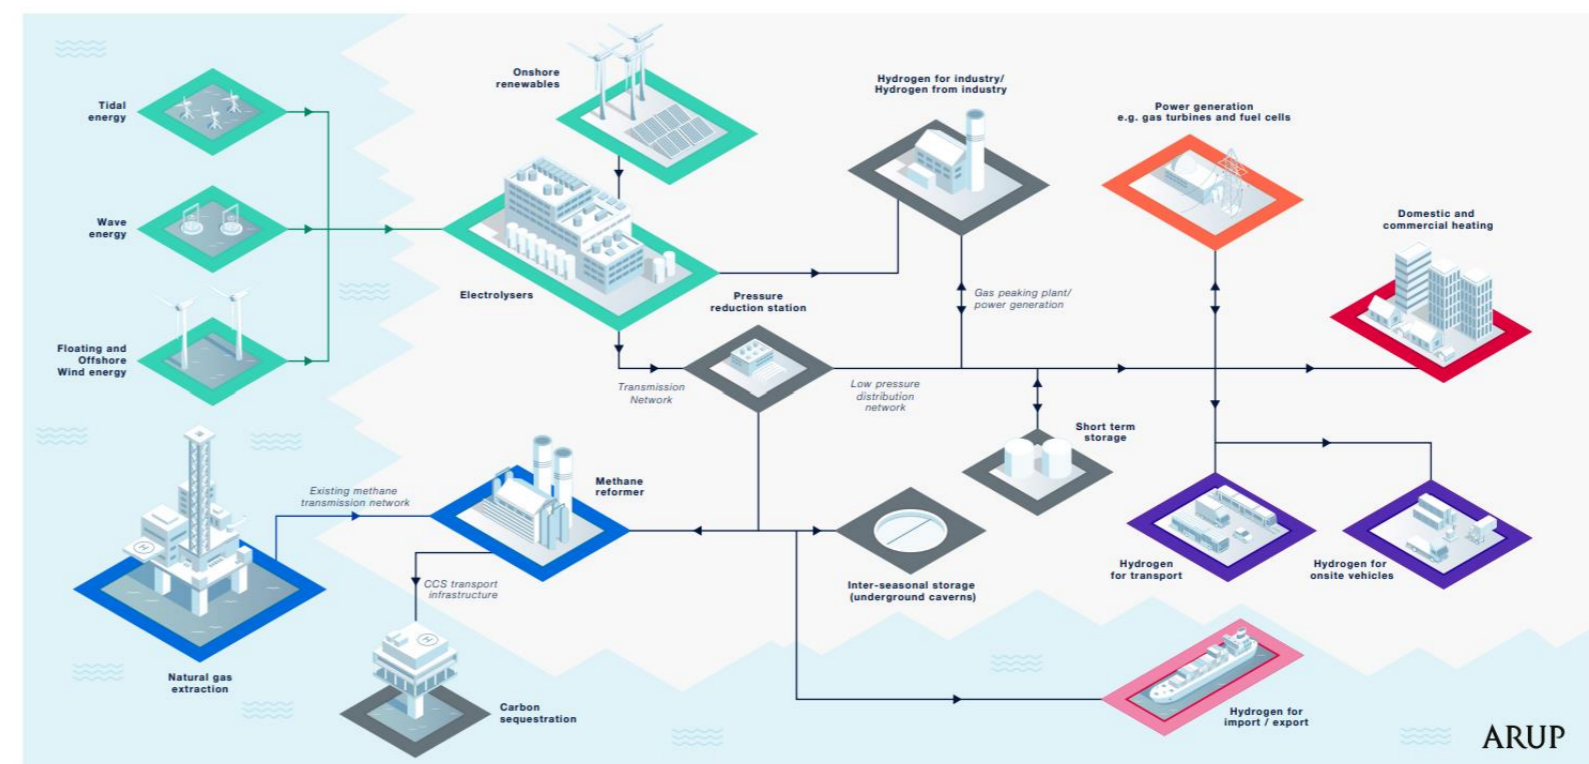 Onshore
renewables
Hydrogen for industry/
Hydrogen from industry
Power generation
e.g. gas turbines and fuel cells
Tidal
energy
Wave
energy
Domestic and
commercial heating
Electrolysers
Pressure
reduction station
Gas peaking plant/
power generation
Floating and
Offshore
Wind energy
Transmission
Network
Low pressure
distribution
network
Short term
storage
Existing methane
transmission network
Methane
reformer
H
Hydrogen
for transport
Hydrogen for
onsite vehicles
CCS transport
infrastructure
Inter-seasonal storage
(underground caverns)
H
Natural gas
extraction
Carbon
sequestration
Hydrogen for
import / export
ARUP